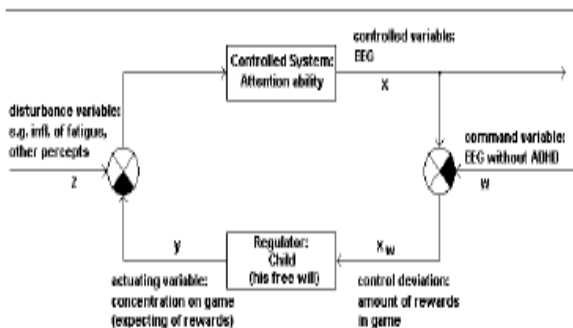 controlled variable:
EEG
Controlled System:
Attention ability
X
disturbance variable:
e.g. infl. of fatigus,
other percepts
Z
command variable:
EEG without ADHD
W
y
Regulator:
Child
(his free will)
Xw
actuating variable:
concentration on game
(expecting of rewards)
control deviation:
amount of rewards
in game